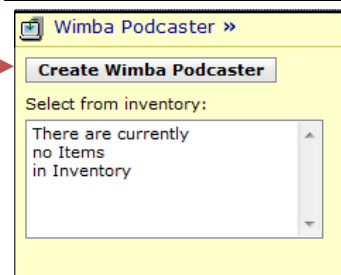 Wimba Podcaster »
Create Wimba Podcaster
Select from inventory:
There are currently
no Items
in Inventory